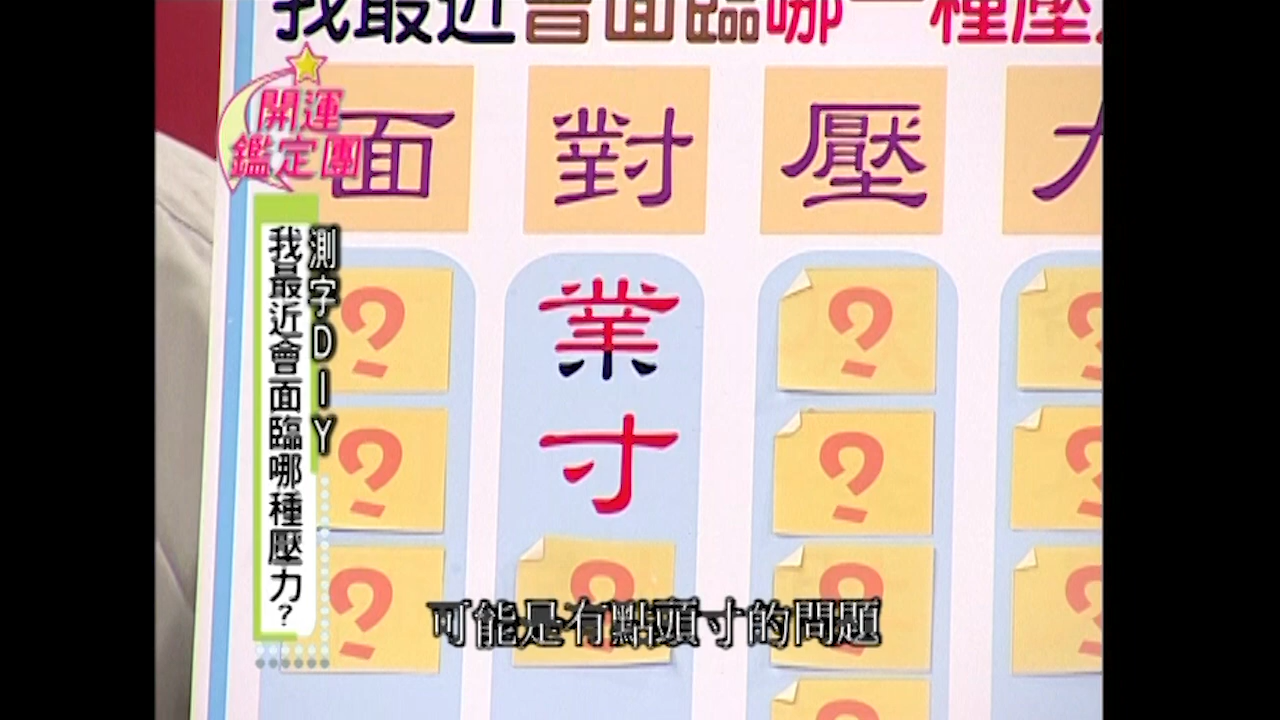 我最近會面臨哪一種壓
開運
鑑定團
面 對 壓 力
測字DIY
我最近會面臨哪種壓力?
? 業 ? ?
? 寸 ? ?
? ? ? ?
?
可能是有點頭寸的問題